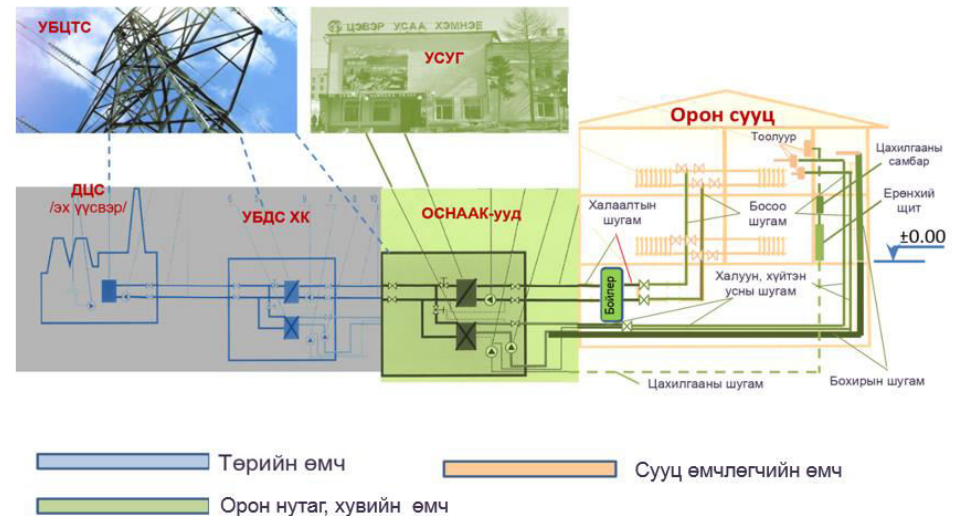 УБЦТС
ЦЭВЭР УСАА ХЭМНЭЕ
УСУГ
Орон сууц
Тоолуур
Цахилгааны
самбар
Ерөнхий
щит
±0.00
ДЦС
/эх үүсвэр/
УБДС ХК
ОСНААК-ууд
Халаалтын
шугам
Босоо
шугам
Бойлер
Халуун, хүйтэн
усны шугам
Цахилгааны шугам
Бохирын шугам
Төрийн өмч
Сууц өмчлөгчийн өмч
Орон нутаг, хувийн өмч